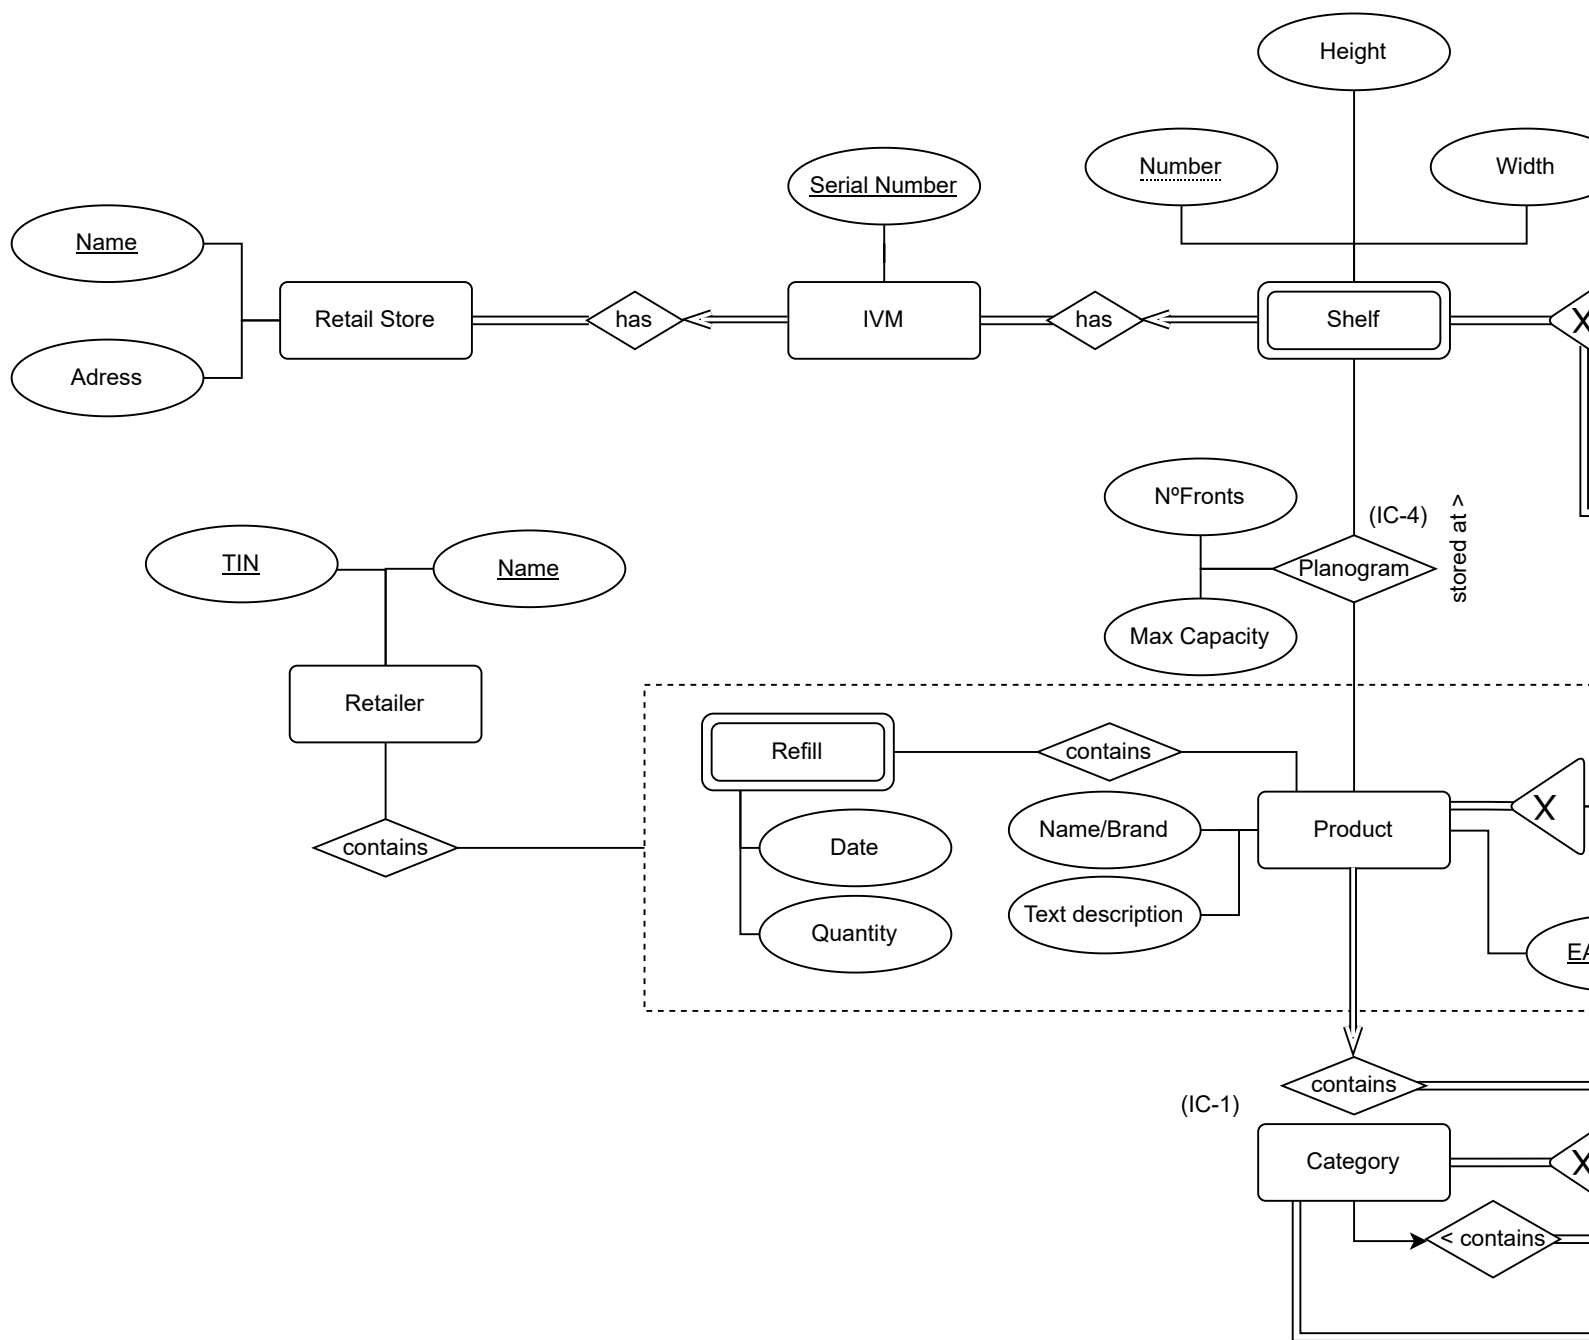 Height
Number
Width
Serial Number
Name
Retail Store
has
IVM
has
Shelf
X
Adress
NºFronts
(IC-4)
stored at >
Planogram
Max Capacity
TIN
Name
Retailer
Refill
contains
X
Name/Brand
Product
contains
Date
Text description
Quantity
EA
contains
(IC-1)
Category
X
< contains